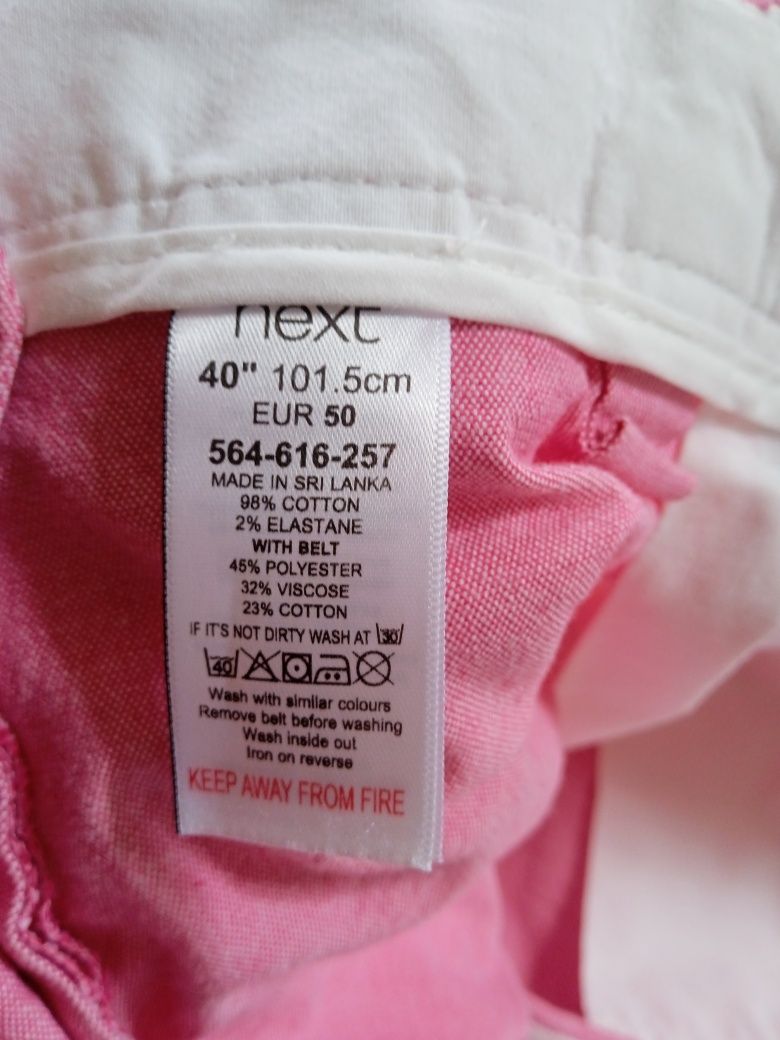 next
40" 101.5cm
EUR 50
564-616-257
MADE IN SRI LANKA
98% COTTON
2% ELASTANE
WITH BELT
45% POLYESTER
32% VISCOSE
23% COTTON
IF IT'S NOT DIRTY WASH AT 30
40
Wash with similar colours
Remove belt before washing
Wash inside out
Iron on reverse
KEEP AWAY FROM FIRE